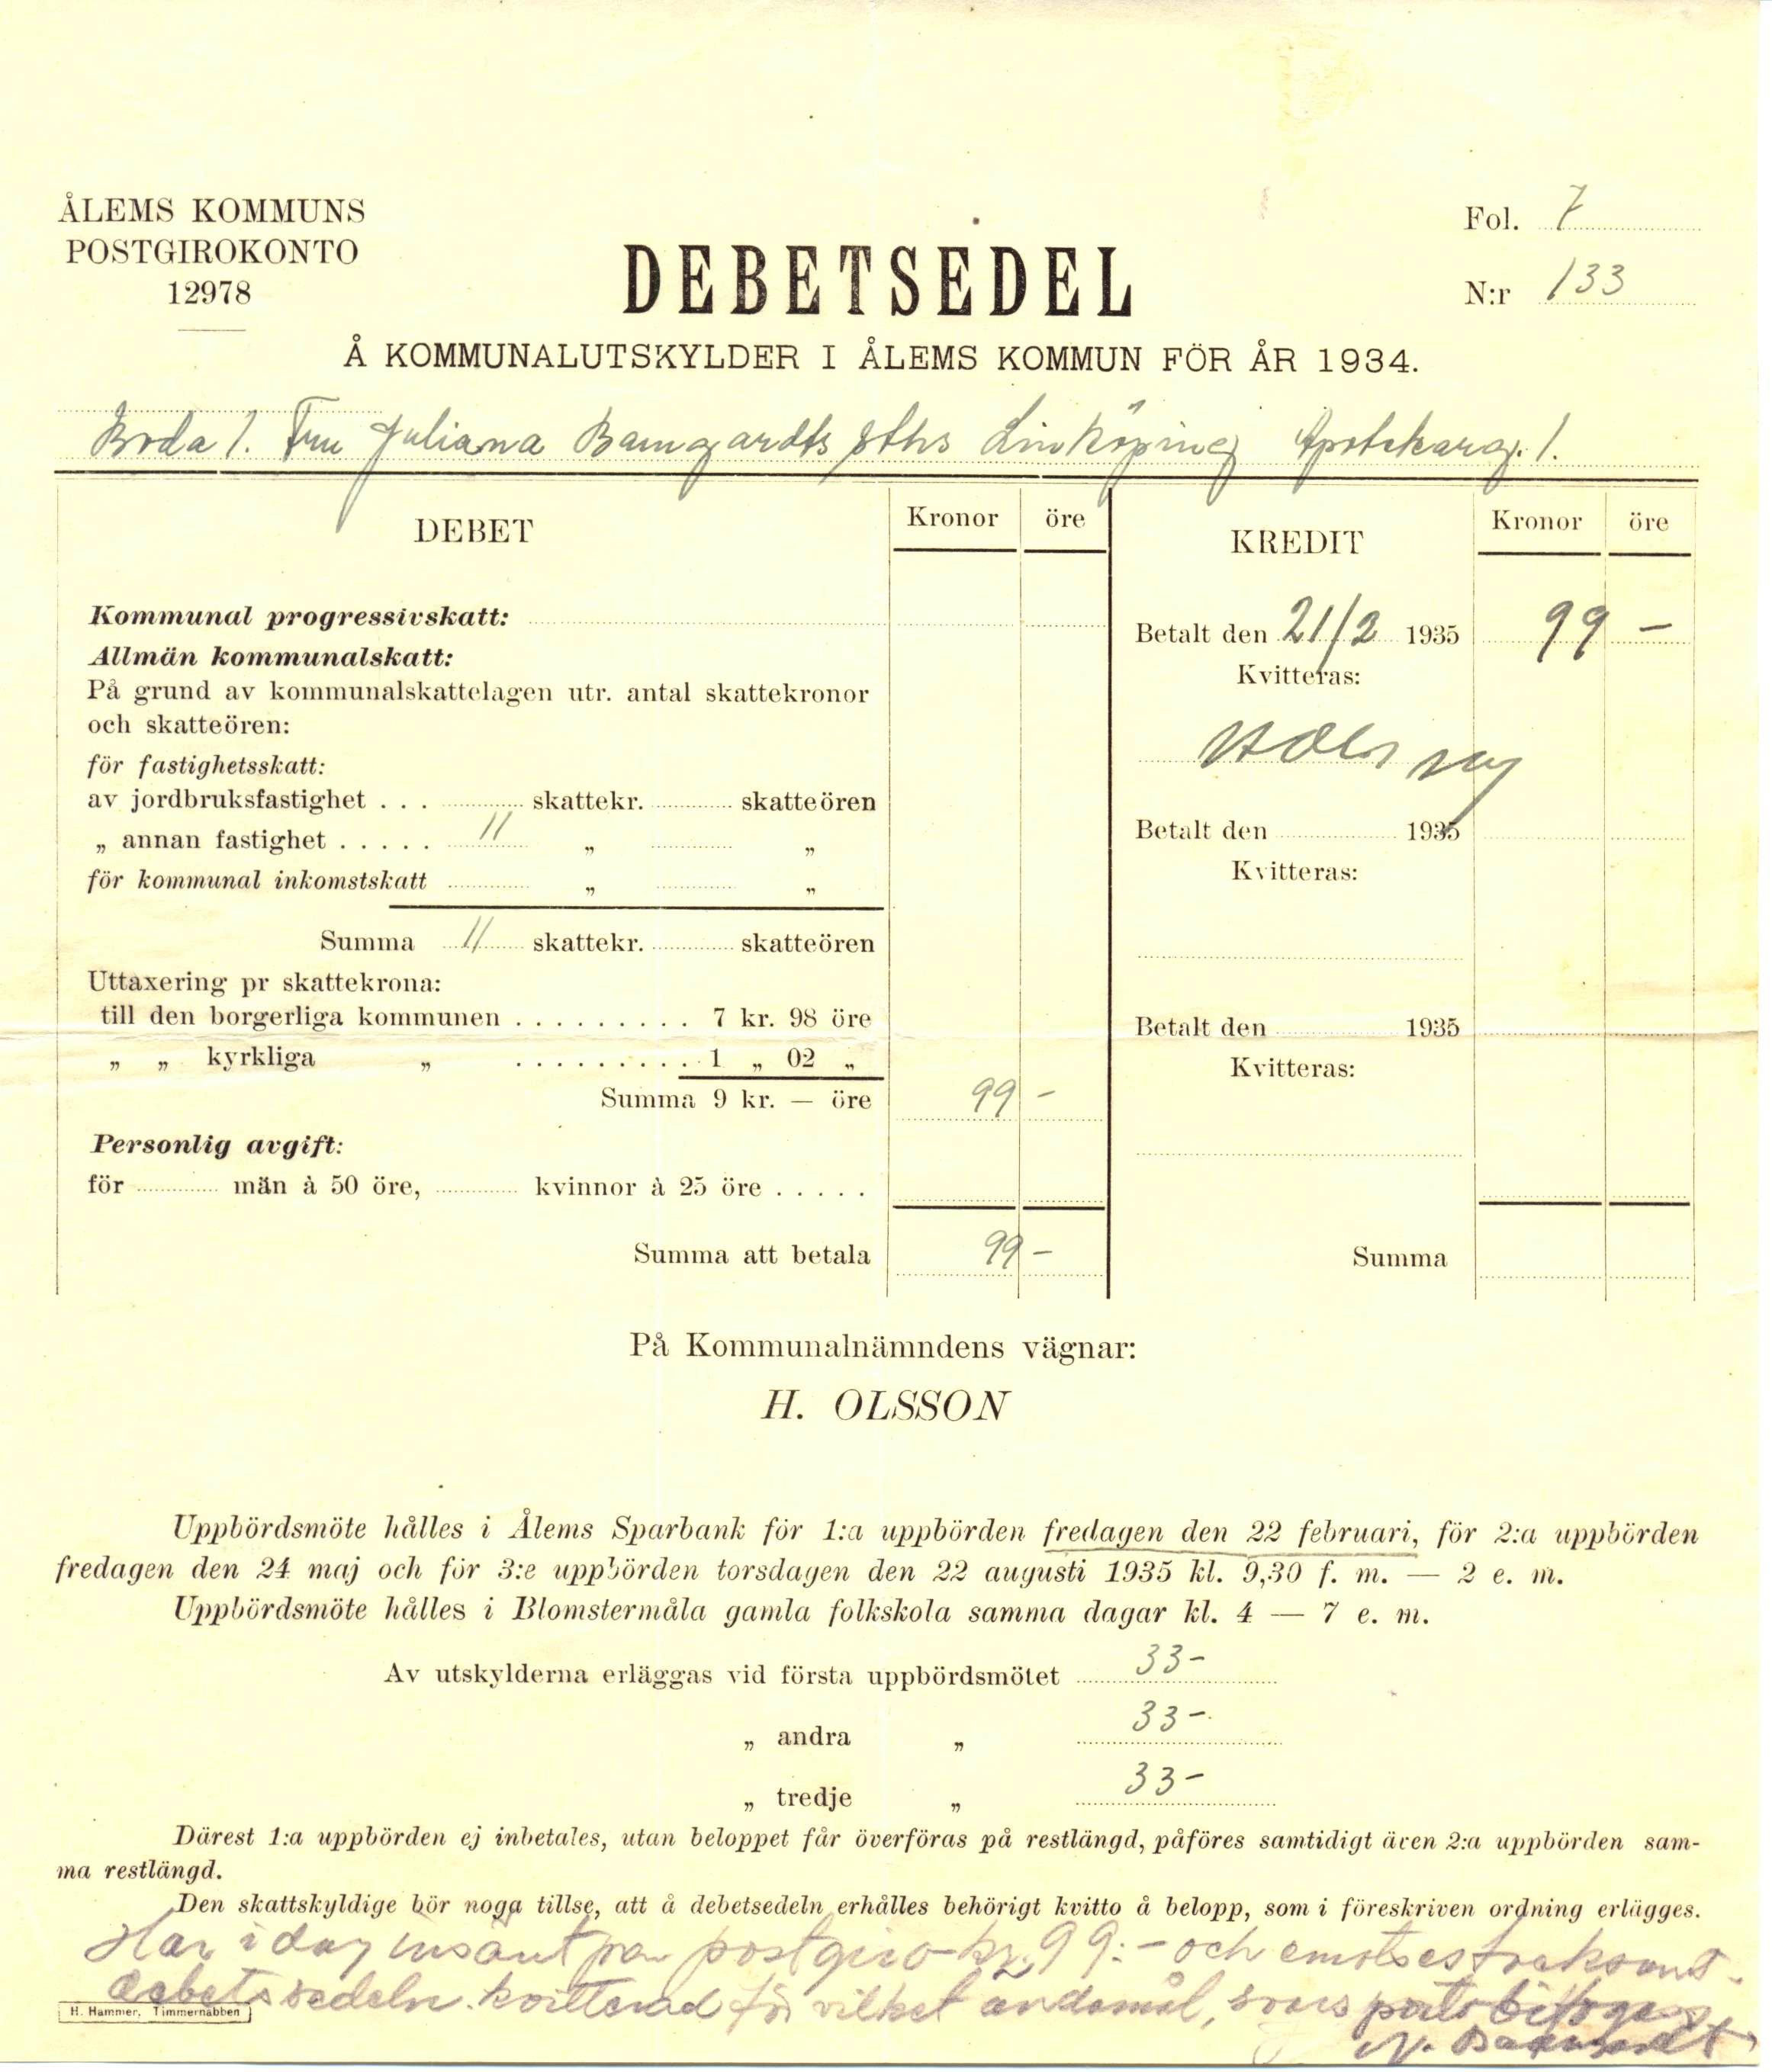 ÅLEMS KOMMUNS
POSTGIROKONTO
12978
Fol. 7
N:r 133
DEBETSEDEL
Å KOMMUNALUTSKYLDER I ÅLEMS KOMMUN FÖR ÅR 1934.
Boda 1. Fru Juliana Bamgardts Sths Linköping Apotekareg. 1.
DEBET Kronor öre
Kommunal progressivskatt:
Allmän kommunalskatt:
På grund av kommunalskattelagen utr. antal skattekronor
och skatteören:
för fastighetsskatt:
av jordbruksfastighet . . . skattekr. skatteören
„ annan fastighet . . . . . 11 „ „
för kommunal inkomstskatt „ „
Summa 11 skattekr. skatteören
Uttaxering pr skattekrona:
till den borgerliga kommunen . . . . . . . . . 7 kr. 98 öre
„ „ kyrkliga „ . . . . . . . . . 1 „ 02 „
Summa 9 kr. — öre 99 -
Personlig avgift:
för män à 50 öre, kvinnor à 25 öre . . . . .
Summa att betala 99 -
KREDIT Kronor öre
Betalt den 21/2 1935 99 -
Kvitteras:
Betalt den 1935
Kvitteras:
Betalt den 1935
Kvitteras:
Summa
På Kommunalnämndens vägnar:
H. OLSSON
Uppbördsmöte hålles i Ålems Sparbank för 1:a uppbörden fredagen den 22 februari, för 2:a uppbörden
fredagen den 24 maj och för 3:e uppbörden torsdagen den 22 augusti 1935 kl. 9,30 f. m. — 2 e. m.
Uppbördsmöte hålles i Blomstermåla gamla folkskola samma dagar kl. 4 — 7 e. m.
Av utskylderna erläggas vid första uppbördsmötet 33-
„ andra „ 33-
„ tredje „ 33-
Därest 1:a uppbörden ej inbetales, utan beloppet får överföras på restlängd, påföres samtidigt även 2:a uppbörden sam-
ma restlängd.
Den skattskyldige bör noga tillse, att å debetsedeln erhålles behörigt kvitto å belopp, som i föreskriven ordning erlägges.
Har i dag insänt per postgiro kr. 99:- och emotses
debetsedeln kvitterad för vilket ändamål, svarsporto bifogas
H. Hammer, Timmernabben